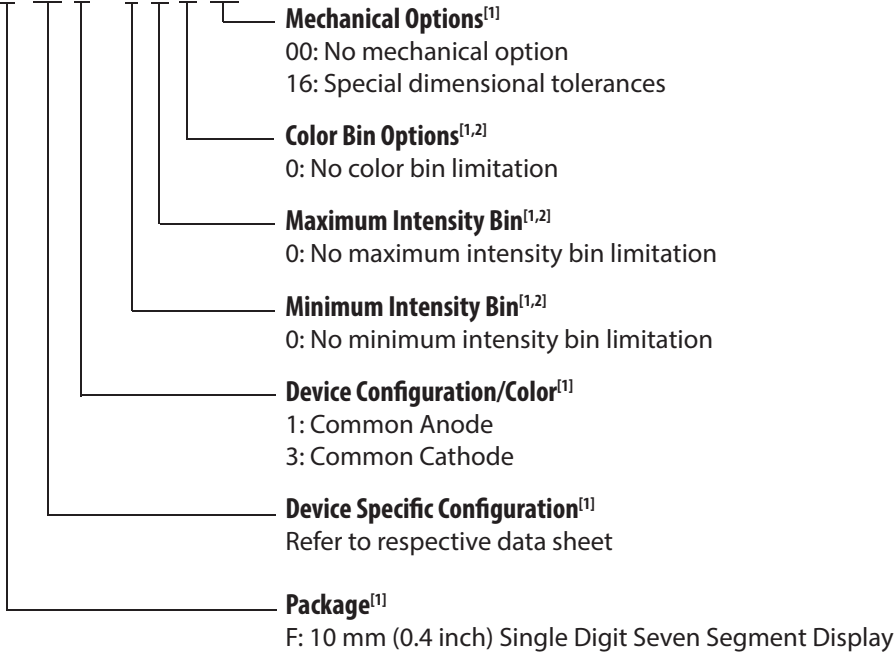 Mechanical Options[1]
00: No mechanical option
16: Special dimensional tolerances
Color Bin Options[1,2]
0: No color bin limitation
Maximum Intensity Bin[1,2]
0: No maximum intensity bin limitation
Minimum Intensity Bin[1,2]
0: No minimum intensity bin limitation
Device Configuration/Color[1]
1: Common Anode
3: Common Cathode
Device Specific Configuration[1]
Refer to respective data sheet
Package[1]
F: 10 mm (0.4 inch) Single Digit Seven Segment Display